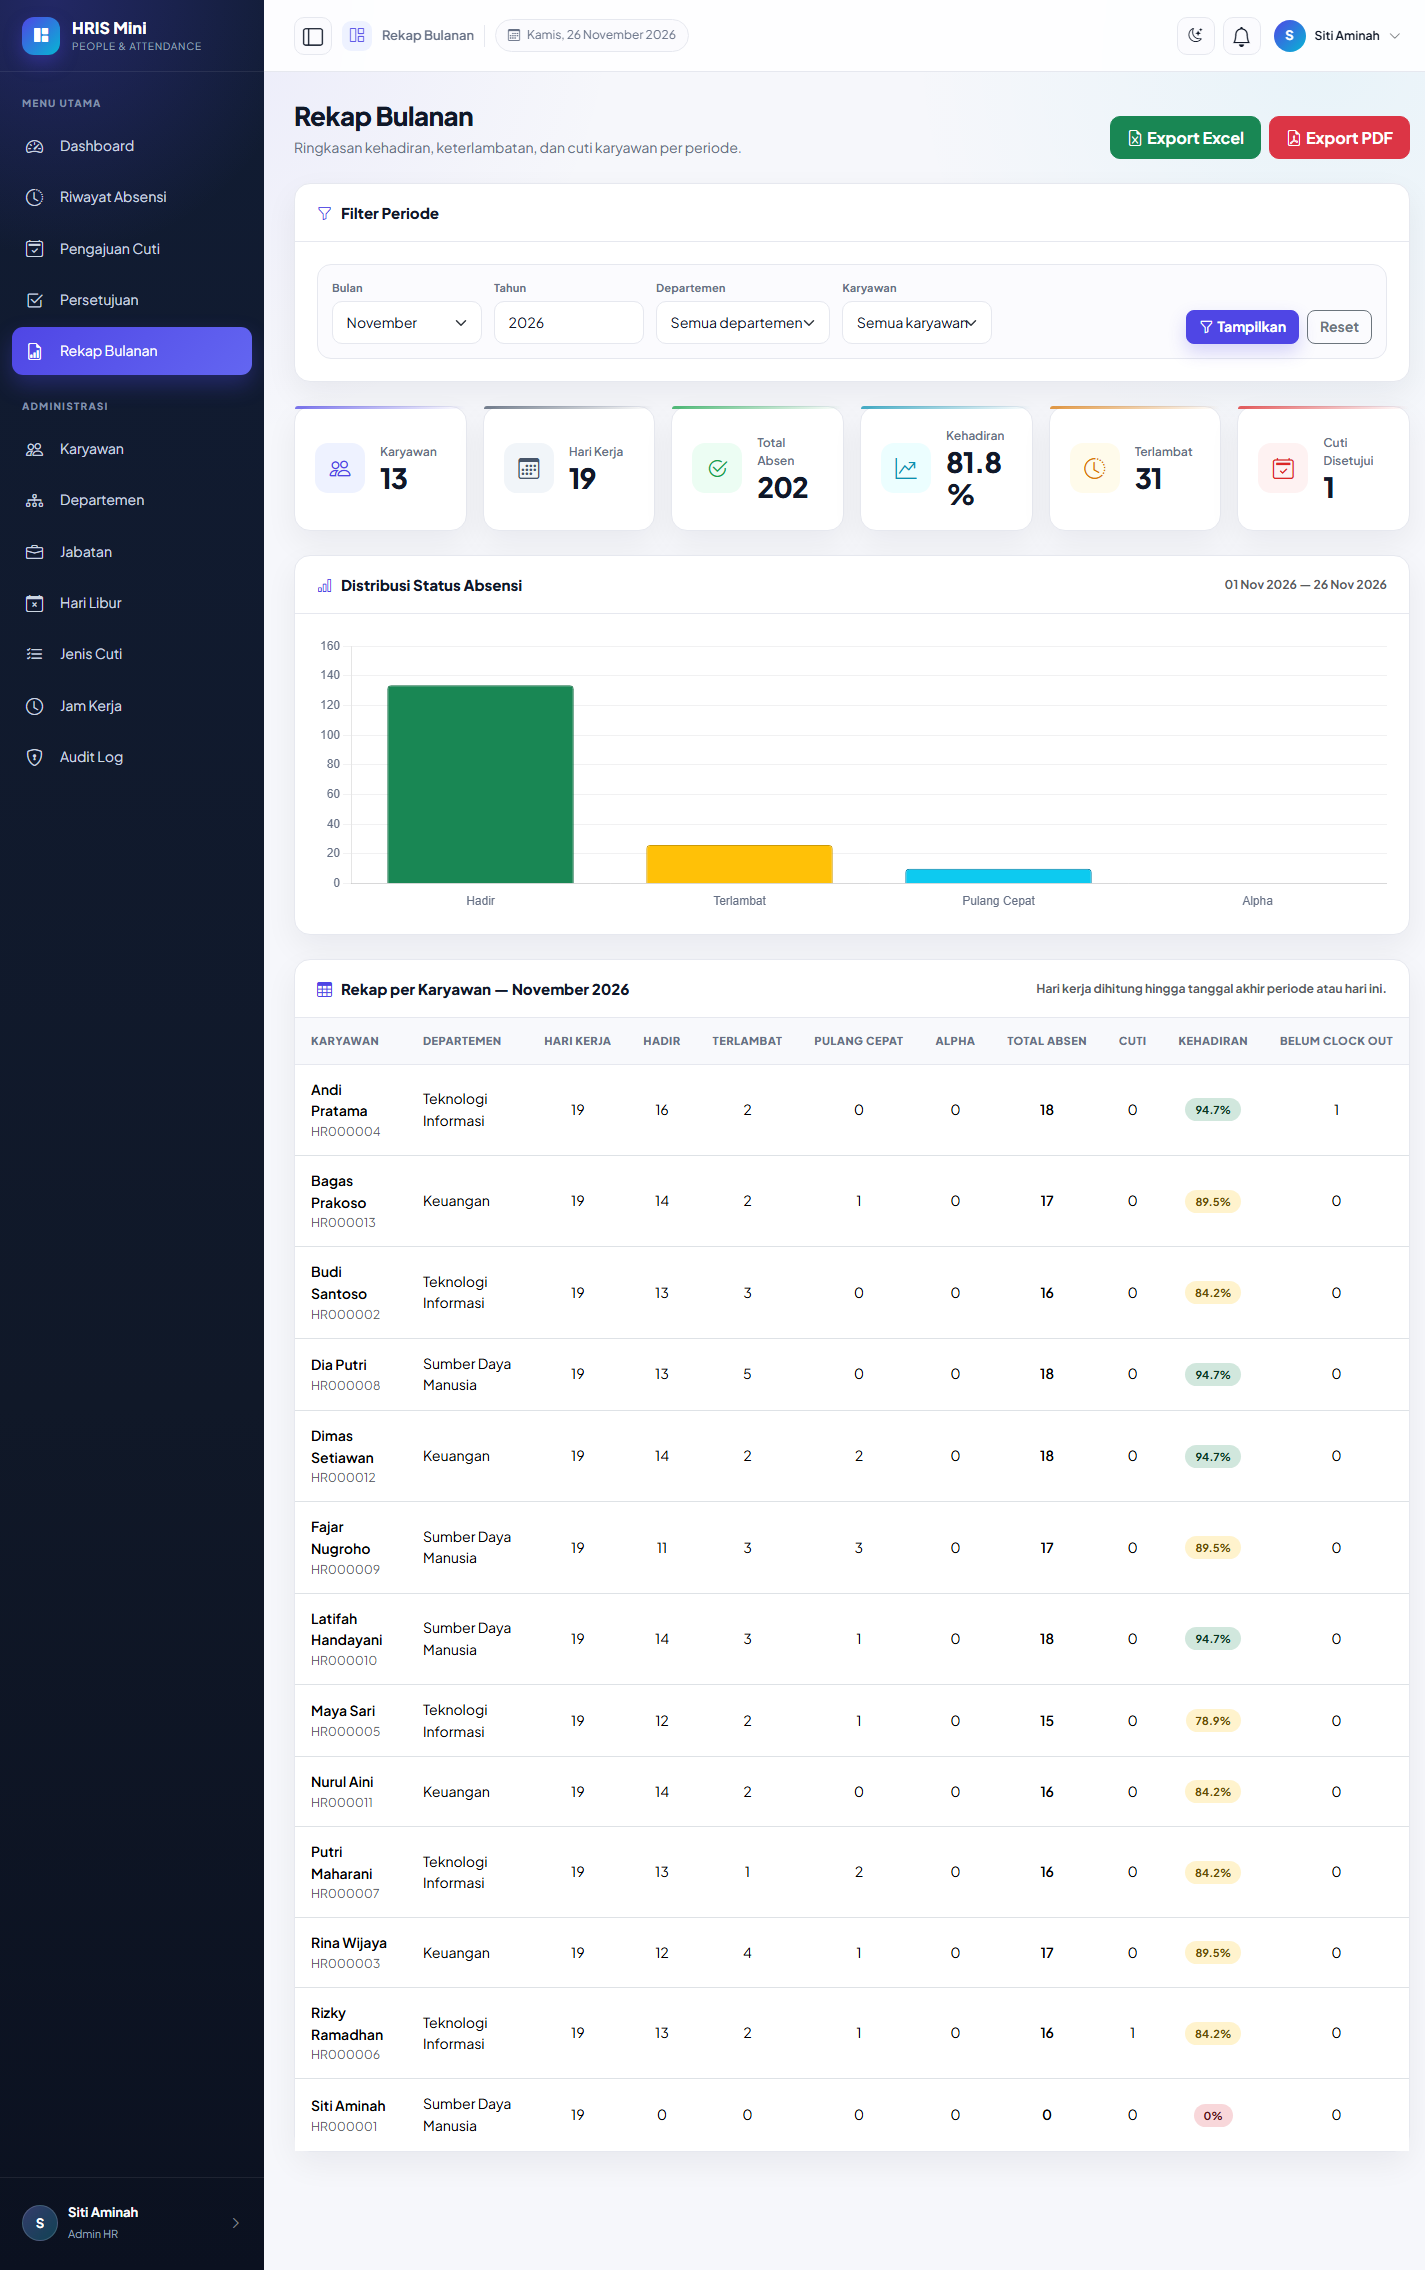 HRIS Mini
PEOPLE & ATTENDANCE
MENU UTAMA
Dashboard
Riwayat Absensi
Pengajuan Cuti
Persetujuan
Rekap Bulanan
ADMINISTRASI
Karyawan
Departemen
Jabatan
Hari Libur
Jenis Cuti
Jam Kerja
Audit Log
S
Siti Aminah
Admin HR
Rekap Bulanan
Kamis, 26 November 2026
S Siti Aminah
Rekap Bulanan
Ringkasan kehadiran, keterlambatan, dan cuti karyawan per periode.
Export Excel
Export PDF
Filter Periode
Bulan Tahun Departemen Karyawan
November 2026 Semua departemen Semua karyawan
Tampilkan Reset
Karyawan
13
Hari Kerja
19
Total
Absen
202
Kehadiran
81.8
%
Terlambat
31
Cuti
Disetujui
1
Distribusi Status Absensi
01 Nov 2026 — 26 Nov 2026
160
140
120
100
80
60
40
20
0
Hadir Terlambat Pulang Cepat Alpha
Rekap per Karyawan — November 2026
Hari kerja dihitung hingga tanggal akhir periode atau hari ini.
KARYAWAN DEPARTEMEN HARI KERJA HADIR TERLAMBAT PULANG CEPAT ALPHA TOTAL ABSEN CUTI KEHADIRAN BELUM CLOCK OUT
Andi
Pratama
HR000004
Teknologi
Informasi
19 16 2 0 0 18 0 94.7% 1
Bagas
Prakoso
HR000013
Keuangan
19 14 2 1 0 17 0 89.5% 0
Budi
Santoso
HR000002
Teknologi
Informasi
19 13 3 0 0 16 0 84.2% 0
Dia Putri
HR000008
Sumber Daya
Manusia
19 13 5 0 0 18 0 94.7% 0
Dimas
Setiawan
HR000012
Keuangan
19 14 2 2 0 18 0 94.7% 0
Fajar
Nugroho
HR000009
Sumber Daya
Manusia
19 11 3 3 0 17 0 89.5% 0
Latifah
Handayani
HR000010
Sumber Daya
Manusia
19 14 3 1 0 18 0 94.7% 0
Maya Sari
HR000005
Teknologi
Informasi
19 12 2 1 0 15 0 78.9% 0
Nurul Aini
HR000011
Keuangan
19 14 2 0 0 16 0 84.2% 0
Putri
Maharani
HR000007
Teknologi
Informasi
19 13 1 2 0 16 0 84.2% 0
Rina Wijaya
HR000003
Keuangan
19 12 4 1 0 17 0 89.5% 0
Rizky
Ramadhan
HR000006
Teknologi
Informasi
19 13 2 1 0 16 1 84.2% 0
Siti Aminah
HR000001
Sumber Daya
Manusia
19 0 0 0 0 0 0 0% 0